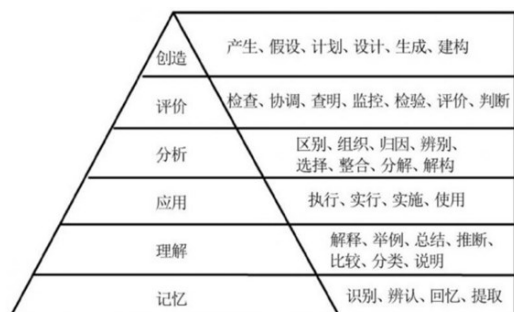 创造
产生、假设、计划、设计、生成、建构
评价
检查、协调、查明、监控、检验、评价、判断
分析
区别、组织、归因、辨别、
选择、整合、分解、解构
应用
执行、实行、实施、使用
理解
解释、举例、总结、推断、
比较、分类、说明
记忆
识别、辨认、回忆、提取